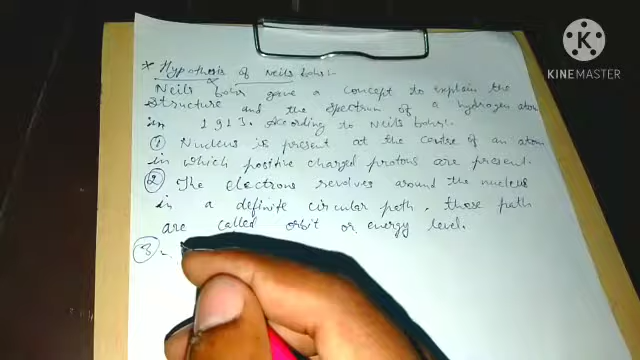 * Hypothesis of Neils bohr:-
Neils bohr gave a concept to explain the
structure and the spectrum of a hydrogen atom
in 1913. According to Neils bohr:
① Nucleus is present at the centre of an atom
in which positive charged protons are present.
② The electrons revolves around the nucleus
in a definite circular path. Those path
are called orbit or energy level.
③
KINEMASTER